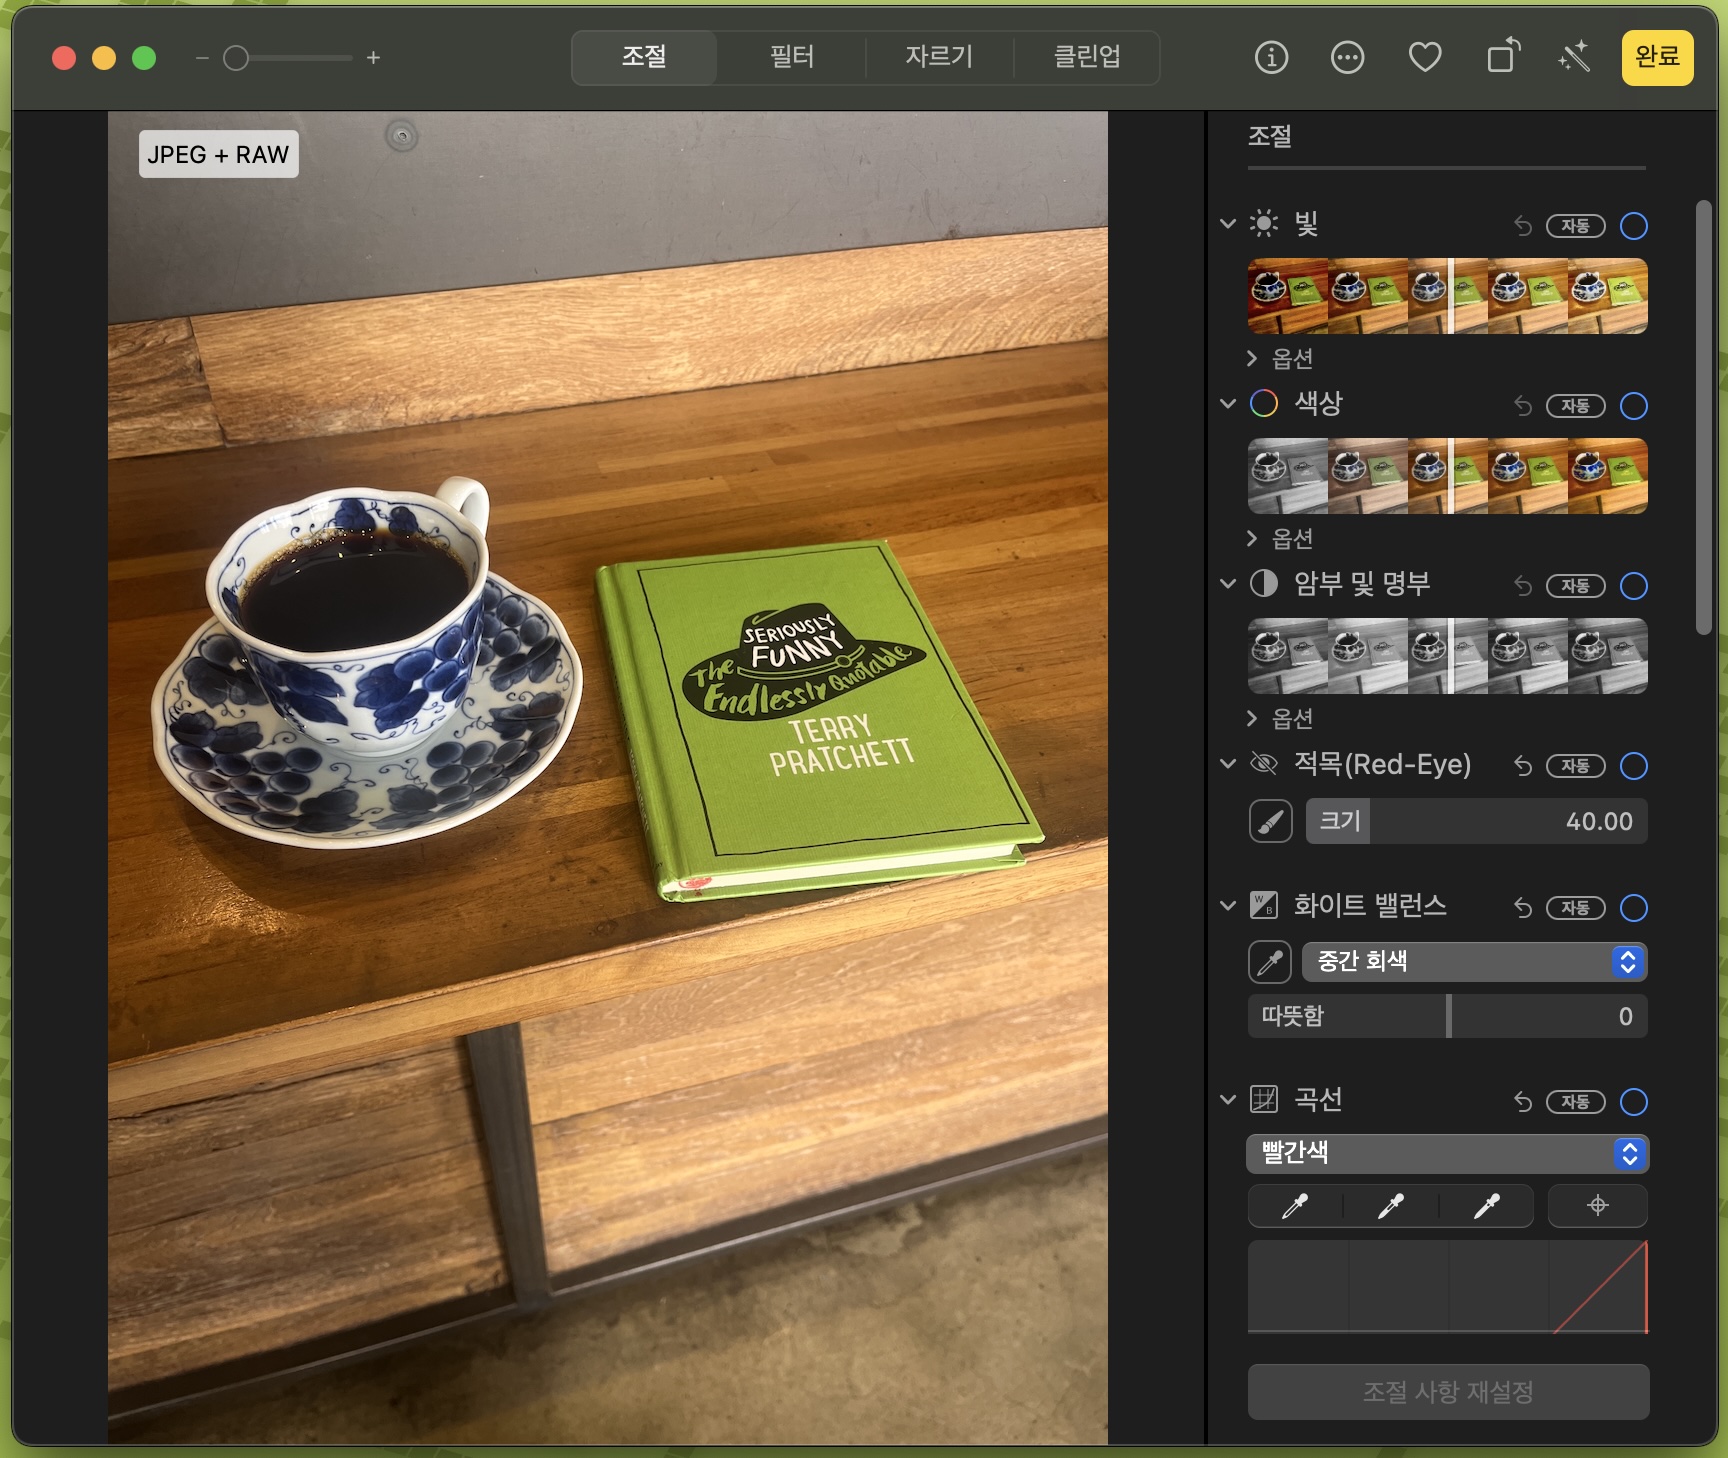 조절
필터
자르기
클린업
완료
JPEG + RAW
SERIOUSLY
FUNNY
The
Endlessly Quotable
TERRY
PRATCHETT
조절
빛
자동
옵션
색상
자동
옵션
암부 및 명부
자동
옵션
적목(Red-Eye)
자동
크기
40.00
W
B
화이트 밸런스
자동
중간 회색
따뜻함
0
곡선
자동
빨간색
조절 사항 재설정